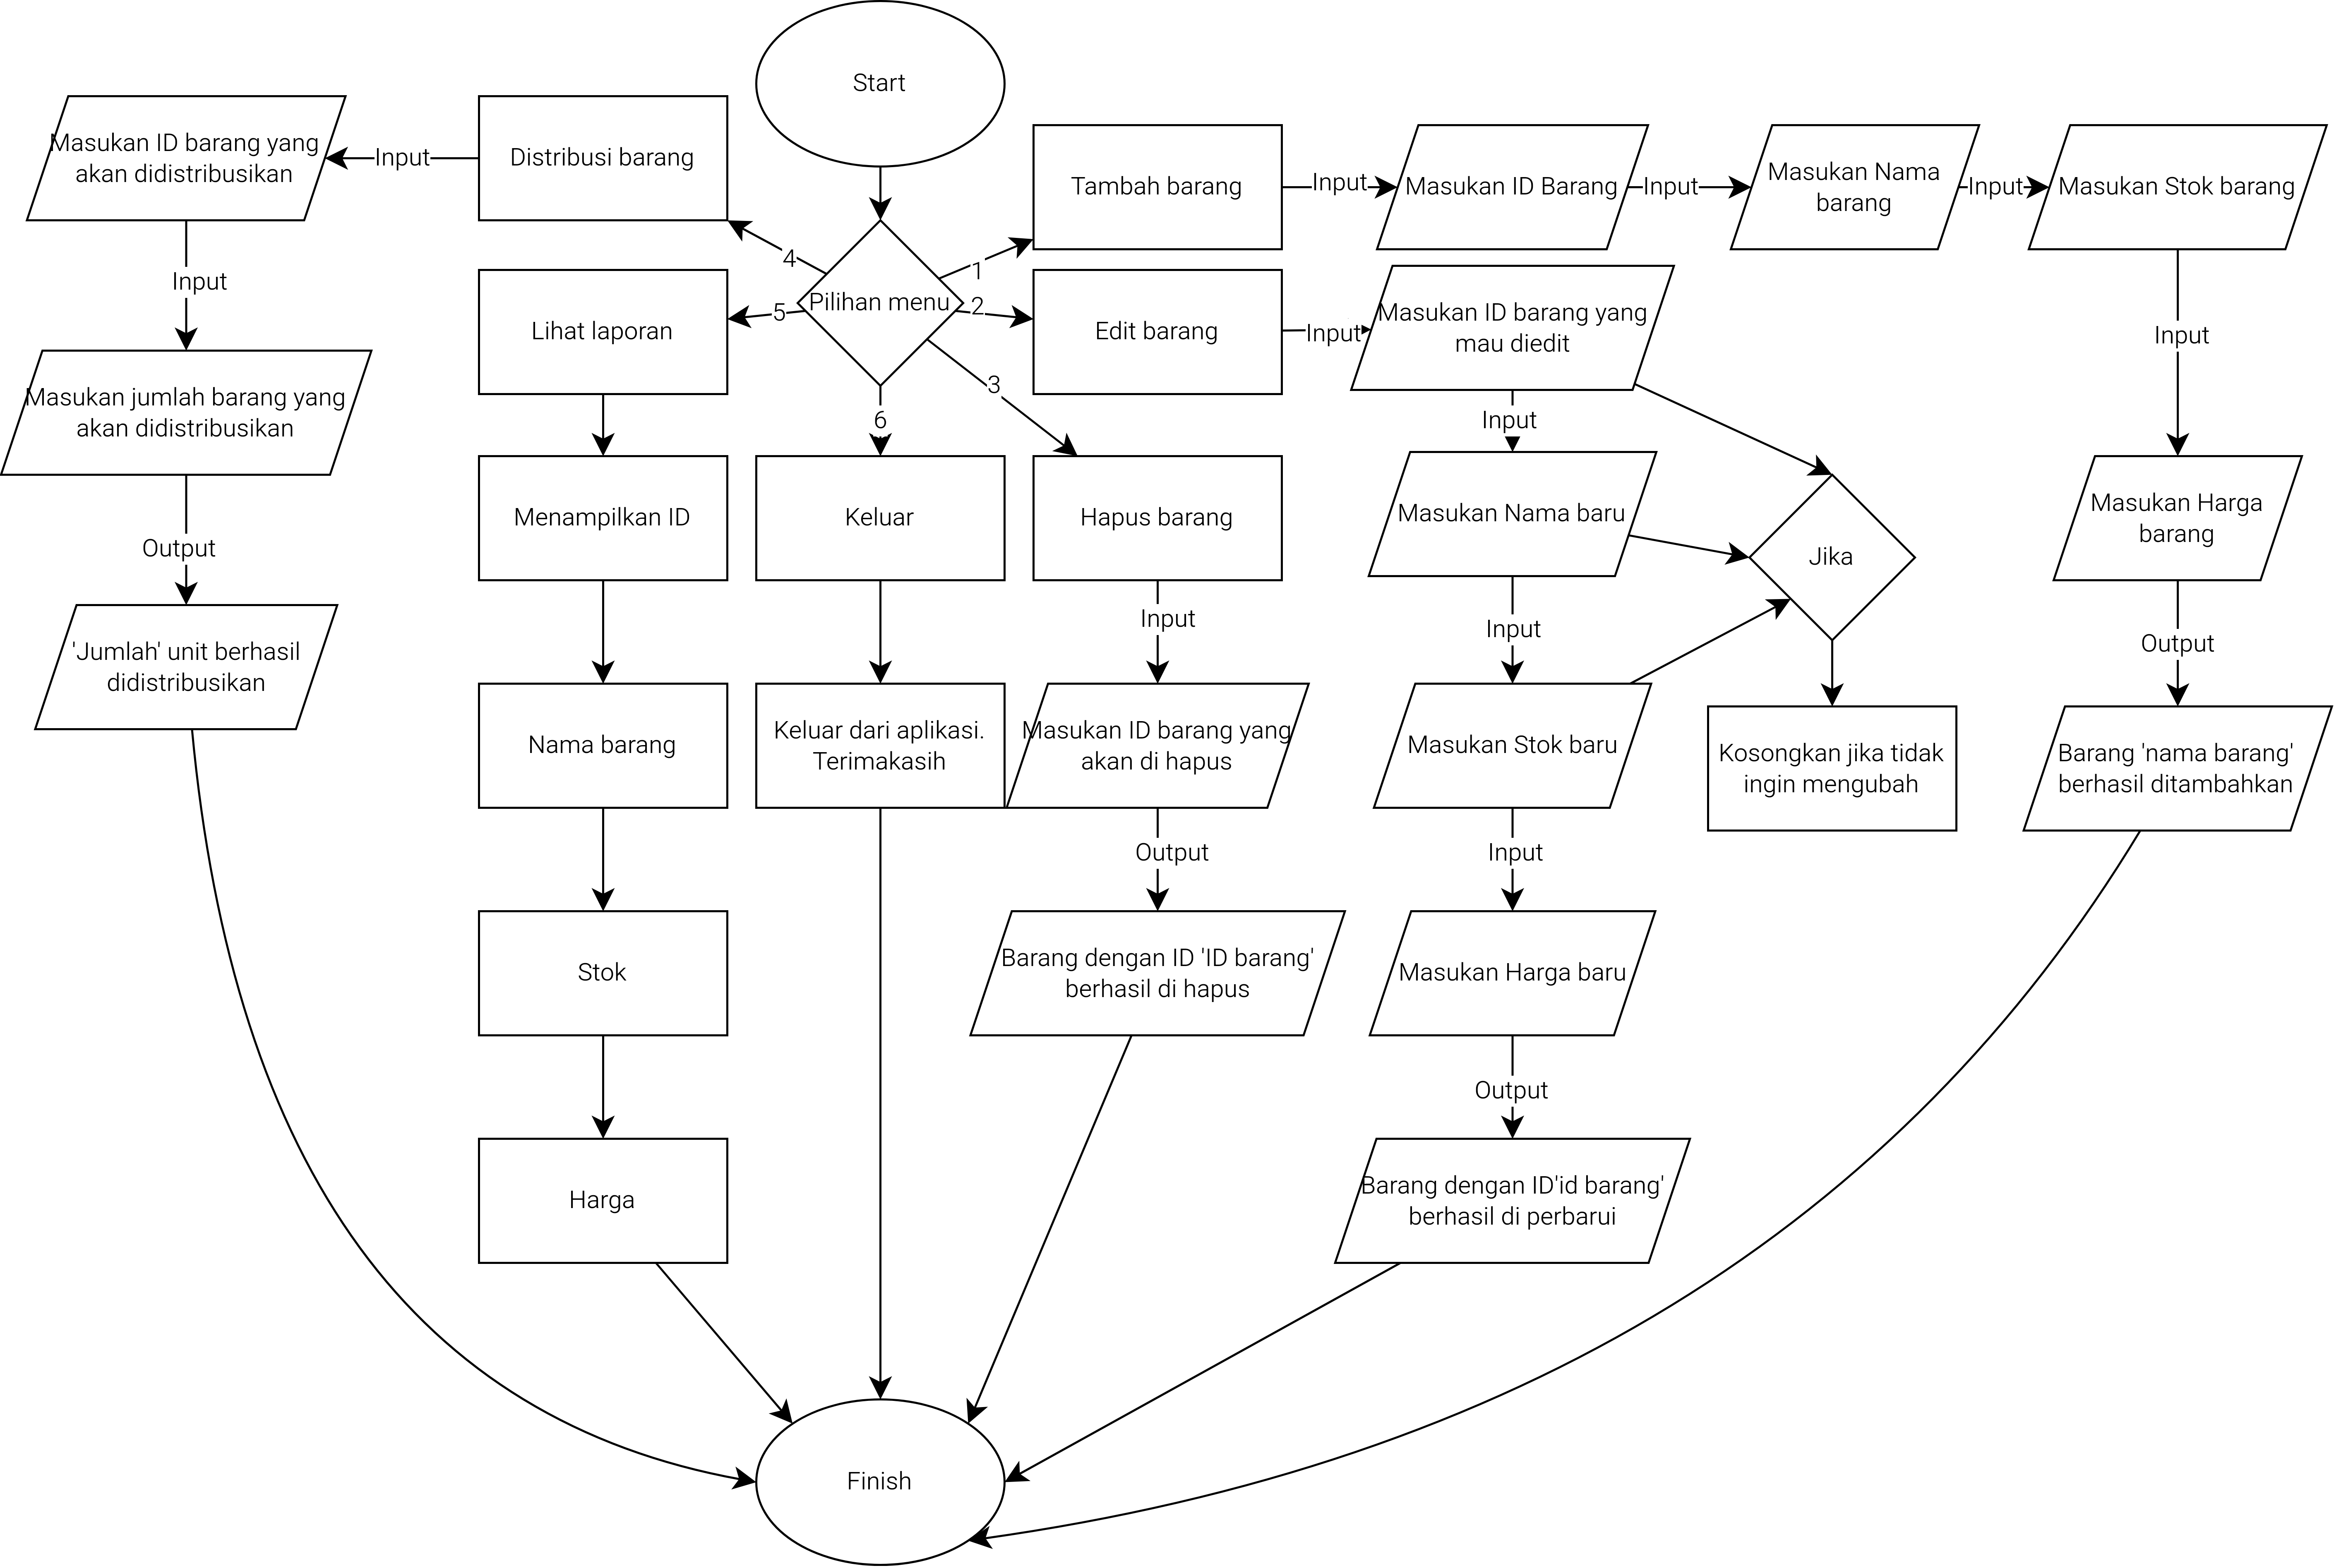 Start
Masukan ID barang yang
akan didistribusikan
Input
Distribusi barang
Tambah barang
Input
Masukan ID Barang
Input
Masukan Nama
barang
Input
Masukan Stok barang
4
1
Input
Lihat laporan
5
Pilihan menu
2
Edit barang
Input
Masukan ID barang yang
mau diedit
Input
3
Masukan jumlah barang yang
akan didistribusikan
6
Input
Menampilkan ID
Keluar
Hapus barang
Masukan Nama baru
Jika
Masukan Harga
barang
Output
Input
Input
Output
'Jumlah' unit berhasil
didistribusikan
Nama barang
Keluar dari aplikasi.
Terimakasih
Masukan ID barang yang
akan di hapus
Masukan Stok baru
Kosongkan jika tidak
ingin mengubah
Barang 'nama barang'
berhasil ditambahkan
Output
Input
Stok
Barang dengan ID 'ID barang'
berhasil di hapus
Masukan Harga baru
Output
Harga
Barang dengan ID'id barang'
berhasil di perbarui
Finish